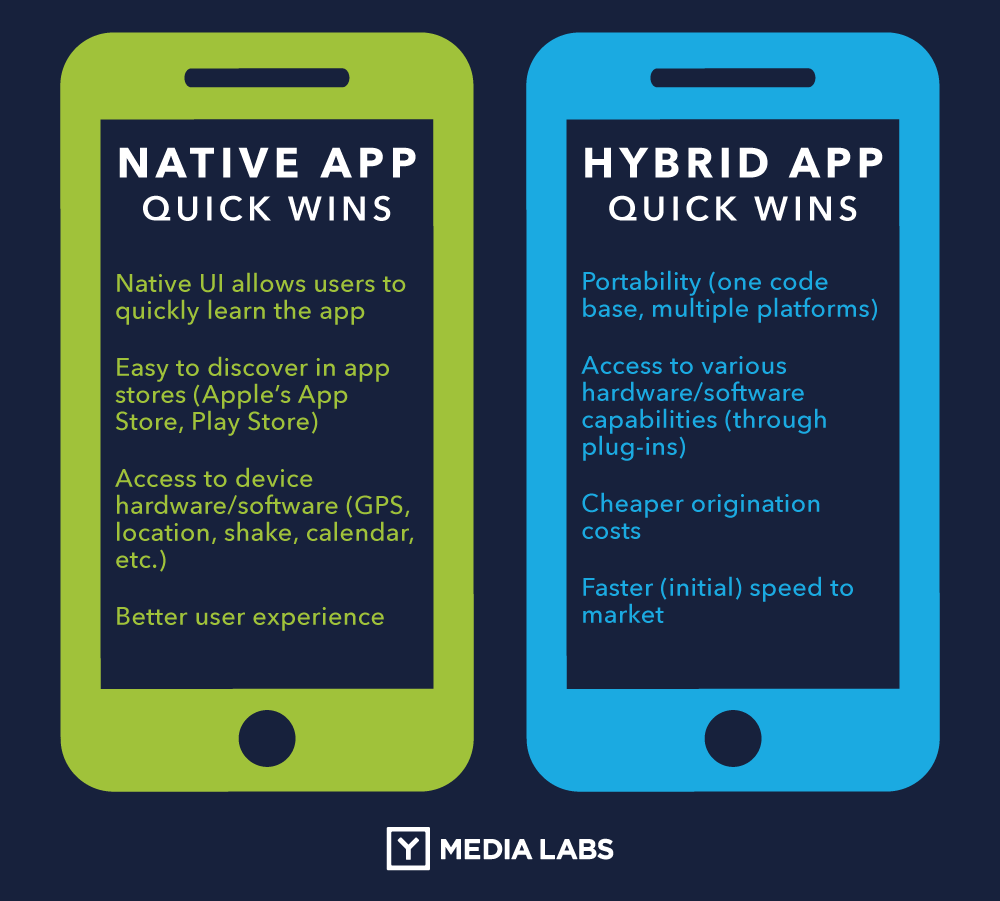 NATIVE APP
QUICK WINS
Native UI allows users to
quickly learn the app
Easy to discover in app
stores (Apple’s App
Store, Play Store)
Access to device
hardware/software (GPS,
location, shake, calendar,
etc.)
Better user experience
HYBRID APP
QUICK WINS
Portability (one code
base, multiple platforms)
Access to various
hardware/software
capabilities (through
plug-ins)
Cheaper origination
costs
Faster (initial) speed to
market
Y MEDIA LABS